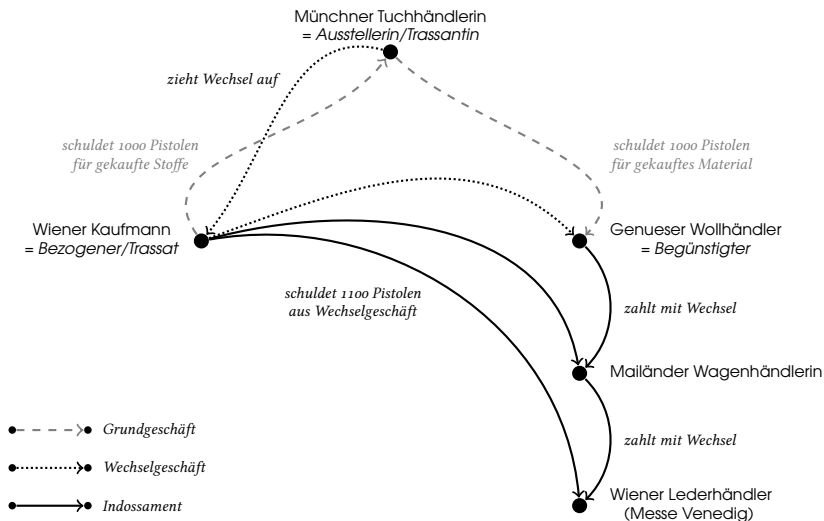 Münchner Tuchhändlerin
= Ausstellerin/Trassantin
zieht Wechsel auf
schuldet 1000 Pistolen
für gekaufte Stoffe
schuldet 1000 Pistolen
für gekauftes Material
Wiener Kaufmann
= Bezogener/Trassat
Genueser Wollhändler
= Begünstigter
schuldet 1100 Pistolen
aus Wechselgeschäft
zahlt mit Wechsel
Mailänder Wagenhändlerin
zahlt mit Wechsel
Wiener Lederhändler
(Messe Venedig)
Grundgeschäft
Wechselgeschäft
Indossament